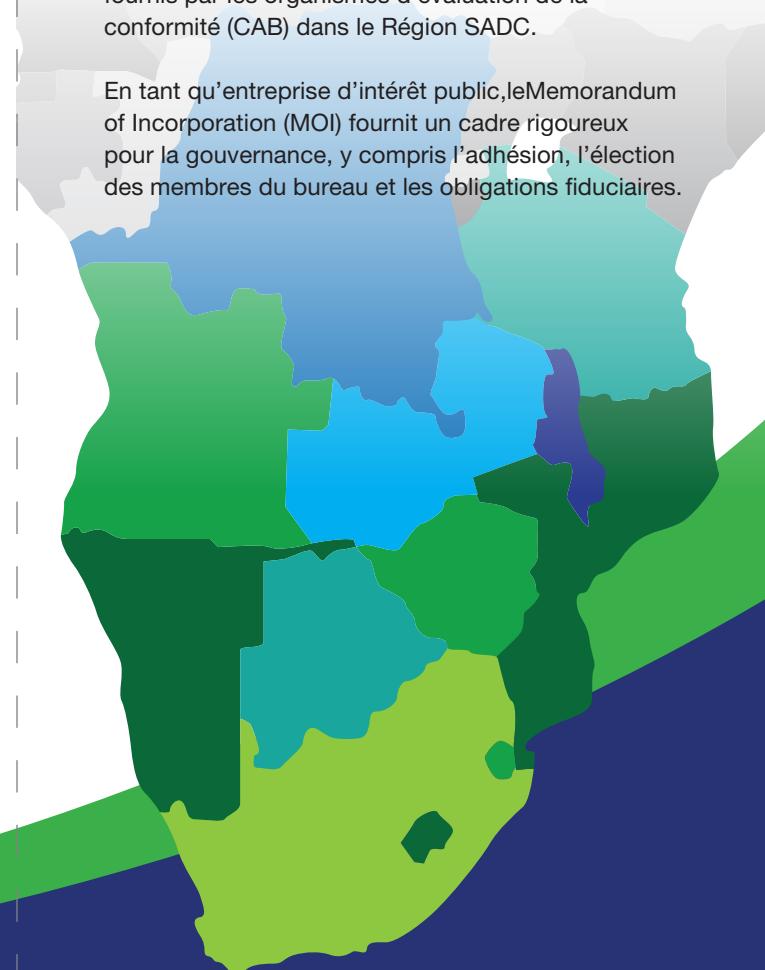 fournis par les organismes d'évaluation de la
conformité (CAB) dans le Région SADC.
En tant qu'entreprise d'intérêt public,leMemorandum
of Incorporation (MOI) fournit un cadre rigoureux
pour la gouvernance, y compris l'adhésion, l'élection
des membres du bureau et les obligations fiduciaires.